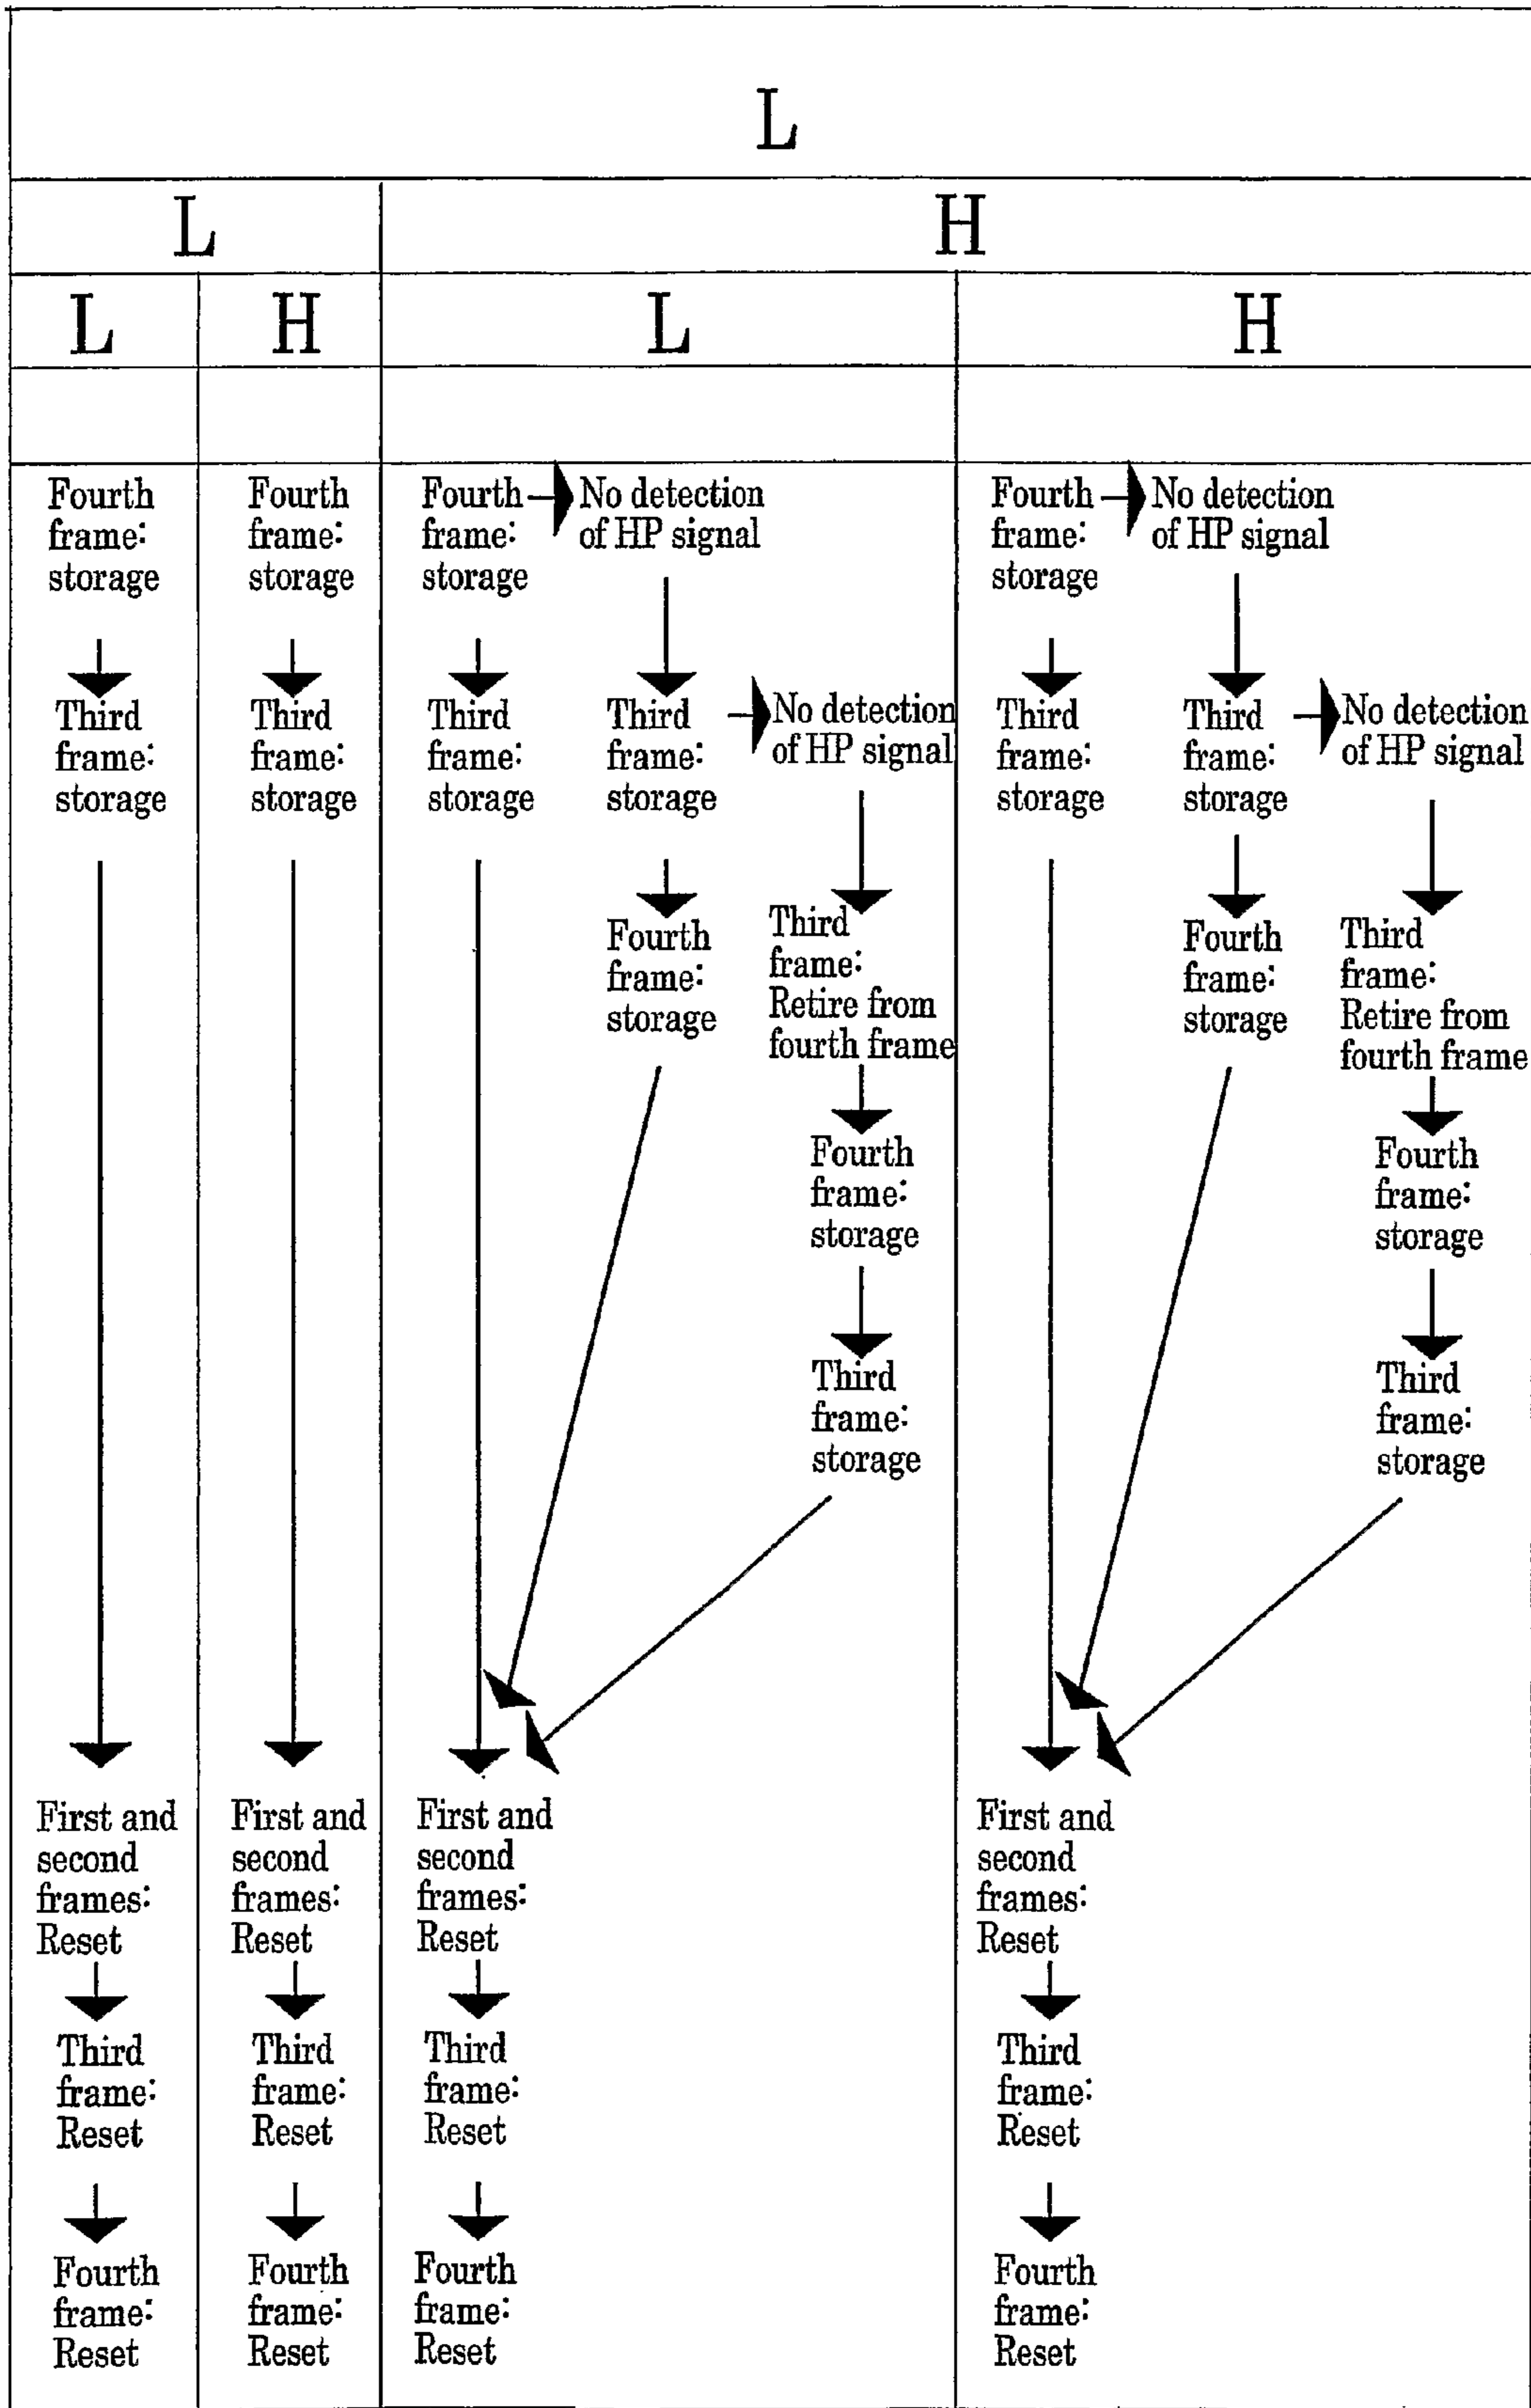 L
L
H
L
H
L
H
Fourth
frame:
storage
Third
frame:
storage
First and
second
frames:
Reset
Third
frame:
Reset
Fourth
frame:
Reset
Fourth
frame:
storage
Third
frame:
storage
First and
second
frames:
Reset
Third
frame:
Reset
Fourth
frame:
Reset
Fourth
frame:
storage
No detection
of HP signal
Third
frame:
storage
Third
frame:
storage
No detection
of HP signal
Fourth
frame:
storage
Third
frame:
Retire from
fourth frame
Fourth
frame:
storage
Third
frame:
storage
First and
second
frames:
Reset
Third
frame:
Reset
Fourth
frame:
Reset
Fourth
frame:
storage
No detection
of HP signal
Third
frame:
storage
Third
frame:
storage
No detection
of HP signal
Fourth
frame:
storage
Third
frame:
Retire from
fourth frame
Fourth
frame:
storage
Third
frame:
storage
First and
second
frames:
Reset
Third
frame:
Reset
Fourth
frame:
Reset